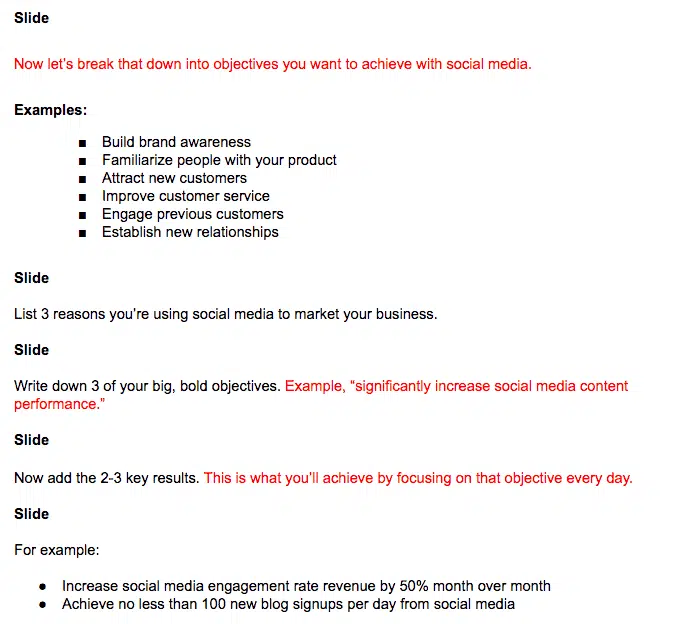 Slide
Now let's break that down into objectives you want to achieve with social media.
Examples:
■ Build brand awareness
■ Familiarize people with your product
■ Attract new customers
■ Improve customer service
■ Engage previous customers
■ Establish new relationships
Slide
List 3 reasons you're using social media to market your business.
Slide
Write down 3 of your big, bold objectives. Example, “significantly increase social media content
performance.”
Slide
Now add the 2-3 key results. This is what you'll achieve by focusing on that objective every day.
Slide
For example:
● Increase social media engagement rate revenue by 50% month over month
● Achieve no less than 100 new blog signups per day from social media